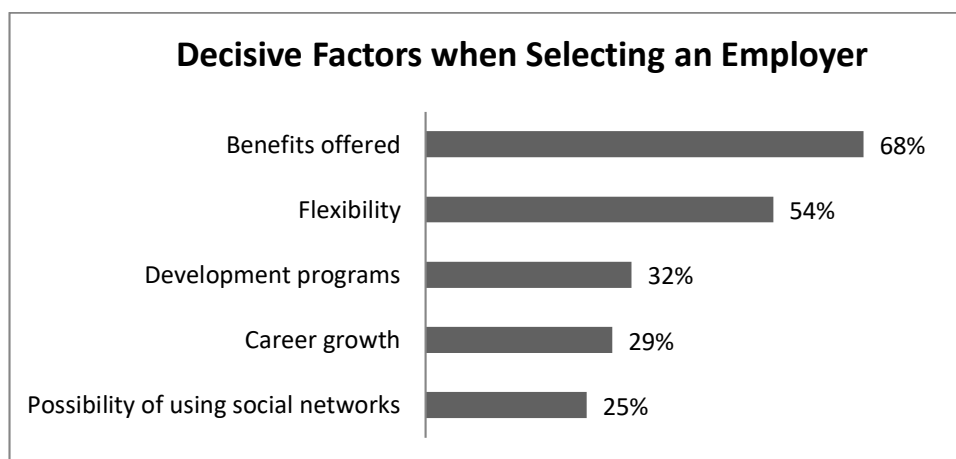 Decisive Factors when Selecting an Employer
Benefits offered 68%
Flexibility 54%
Development programs 32%
Career growth 29%
Possibility of using social networks 25%